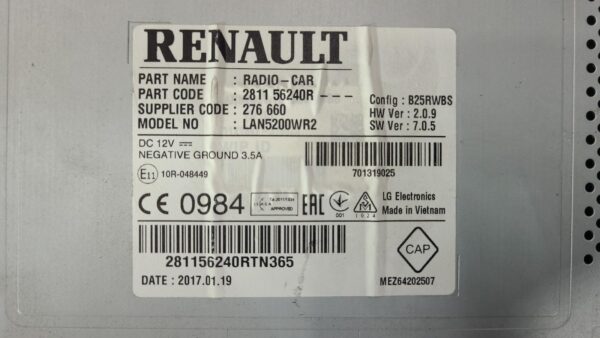 RENAULT
PART NAME : RADIO-CAR
PART CODE : 2811 56240R ---
SUPPLIER CODE : 276 660
MODEL NO : LAN5200WR2
Config : B25RWBS
HW Ver : 2.0.9
SW Ver : 7.0.5
DC 12V
NEGATIVE GROUND 3.5A
E11 10R-048449
701319025
CE 0984
APPROVED
EAC
001
1024
LG Electronics
Made in Vietnam
281156240RTN365
DATE : 2017.01.19
CAP
MEZ64202507